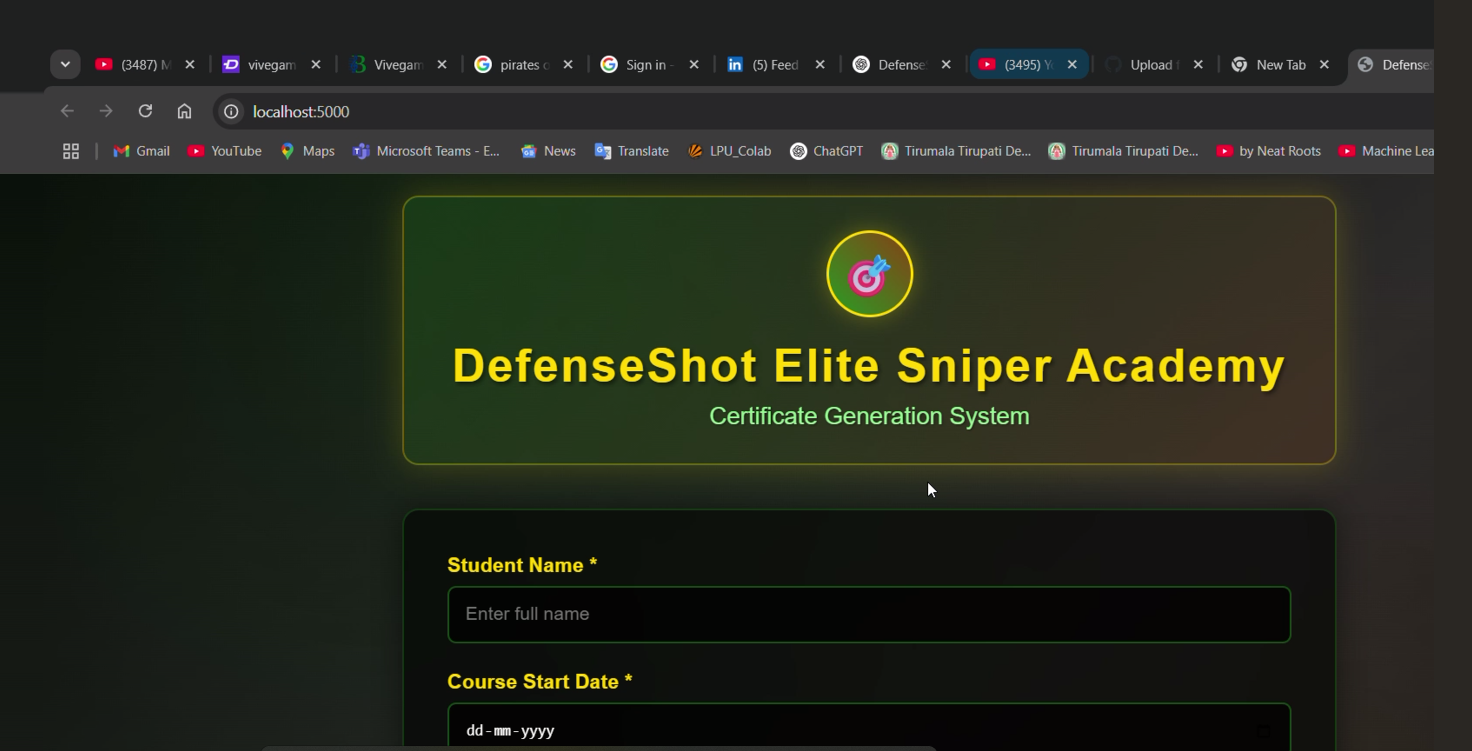 (3487) M
vivegam
Vivegam
pirates o
Sign in -
(5) Feed
Defense
(3495) Y
Upload f
New Tab
Defense
localhost:5000
Gmail
YouTube
Maps
Microsoft Teams - E...
News
Translate
LPU_Colab
ChatGPT
Tirumala Tirupati De...
Tirumala Tirupati De...
by Neat Roots
Machine Lea
DefenseShot Elite Sniper Academy
Certificate Generation System
Student Name *
Enter full name
Course Start Date *
dd-mm-yyyy